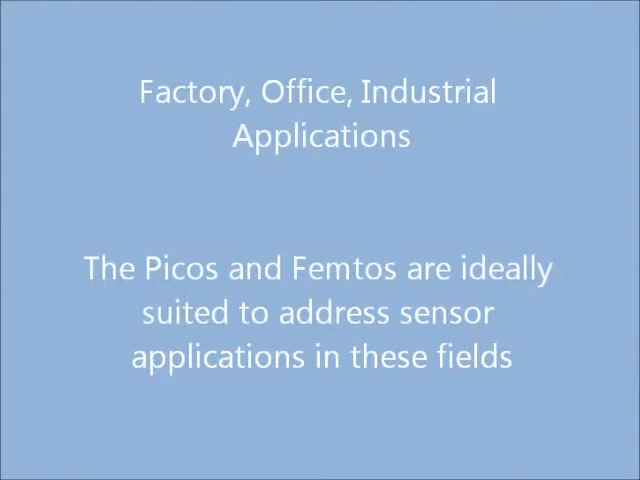 Factory, Office, Industrial
Applications
The Picos and Femtos are ideally
suited to address sensor
applications in these fields